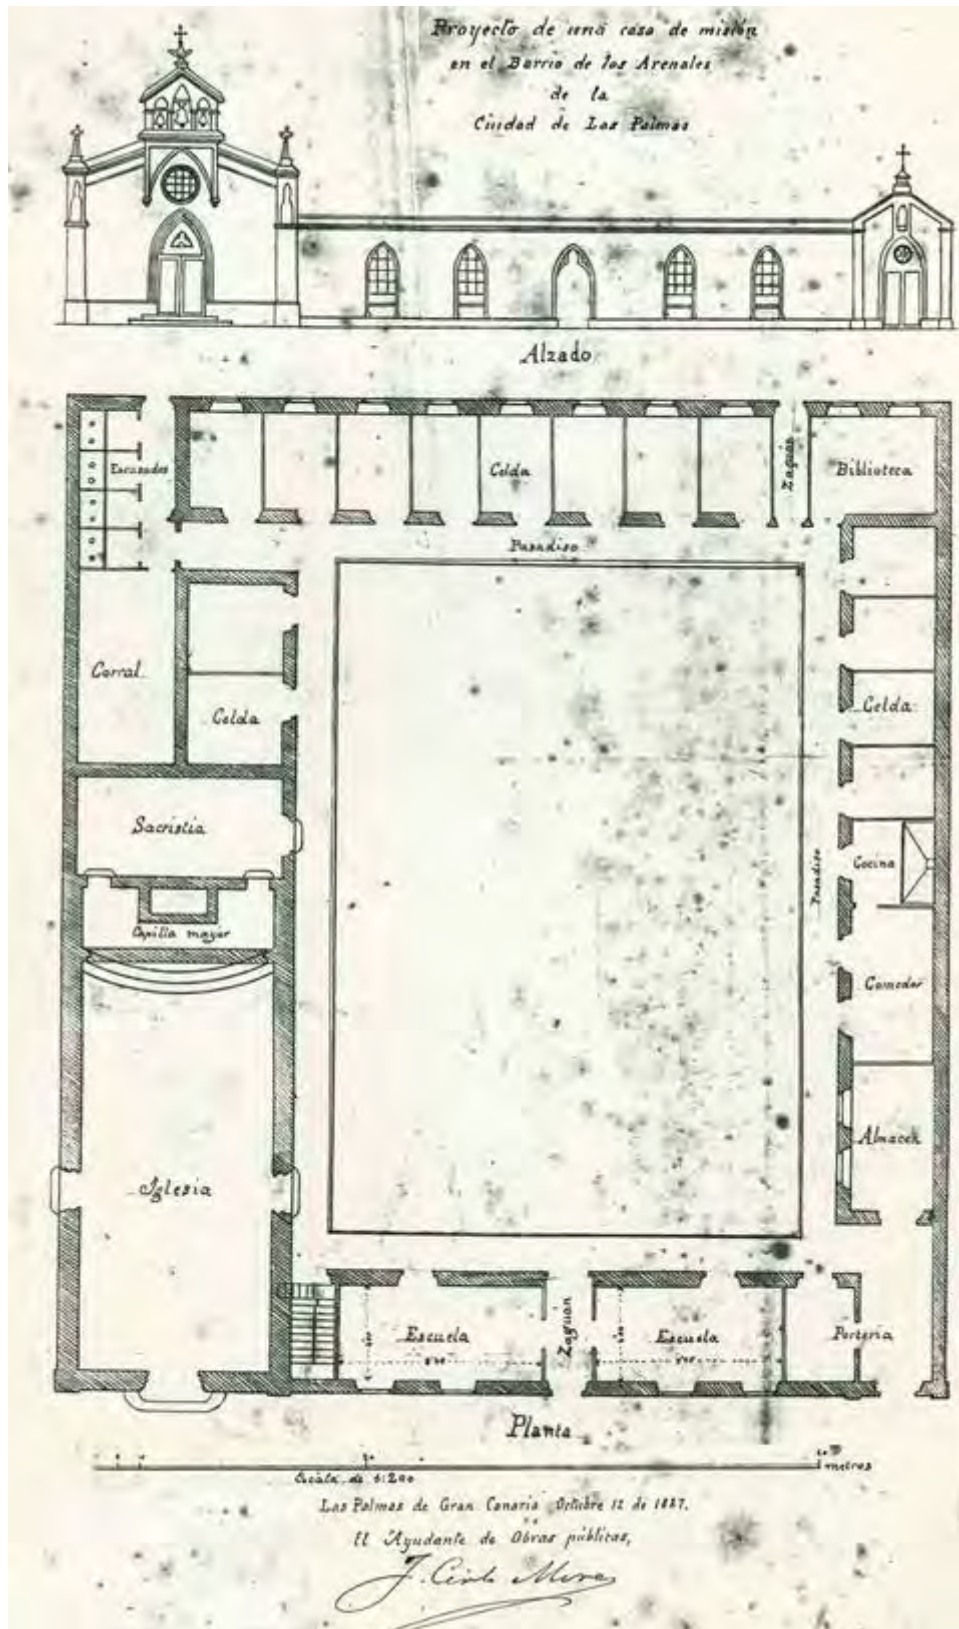 Proyecto de una casa de misión
en el Barrio de los Arenales
de la
Ciudad de Las Palmas
Alzado
Escusados
Celda
Zaguán
Biblioteca
Pasadiso
Corral
Celda
Celda
Sacristia
Cocina
Pasadiso
Capilla mayor
Comedor
Almacen
Iglesia
Escuela
Zaguan
Escuela
Porteria
Planta
metros
Escala de 1:200
Las Palmas de Gran Canaria Octubre 12 de 1887.
El Ayudante de Obras públicas,